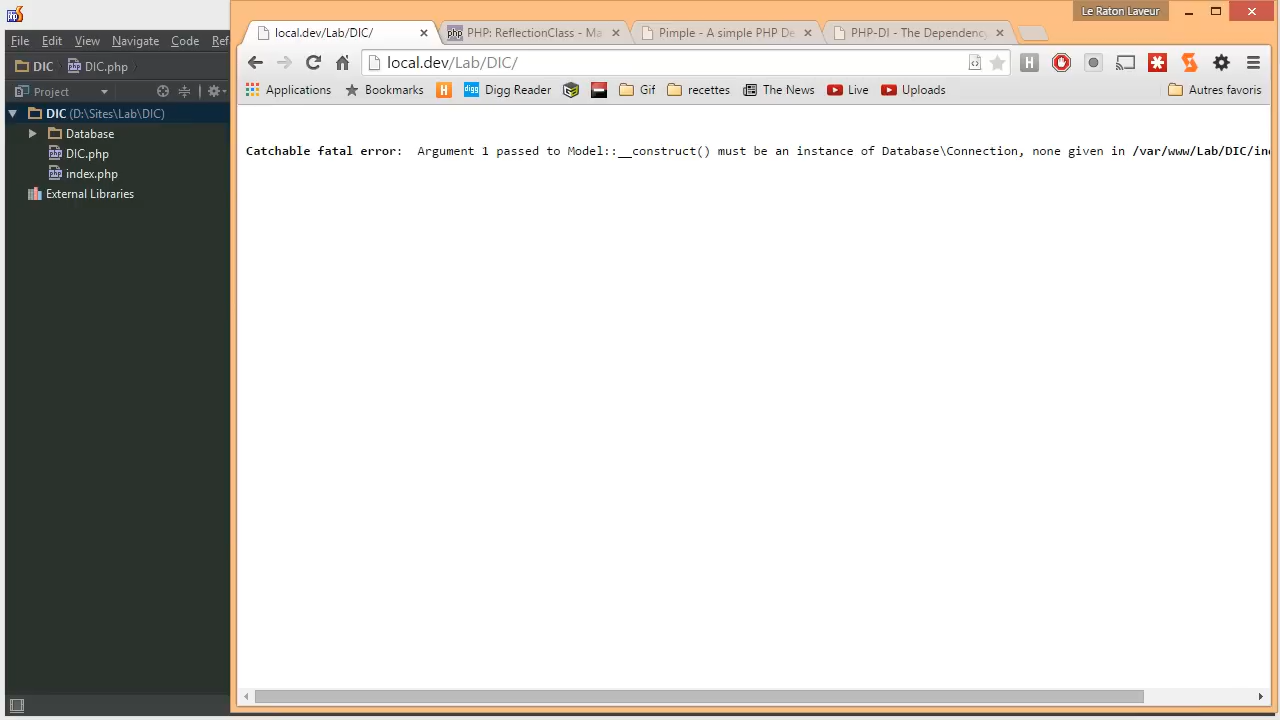 Le Raton Laveur
local.dev/Lab/DIC/
PHP: ReflectionClass - Ma
Pimple - A simple PHP De
PHP-DI - The Dependency
File Edit View Navigate Code Ref
local.dev/Lab/DIC/
DIC DIC.php
Project
Applications Bookmarks Digg Reader Gif recettes The News Live Uploads Autres favoris
DIC (D:\Sites\Lab\DIC)
Database
DIC.php
index.php
External Libraries
Catchable fatal error: Argument 1 passed to Model::__construct() must be an instance of Database\Connection, none given in /var/www/Lab/DIC/ind